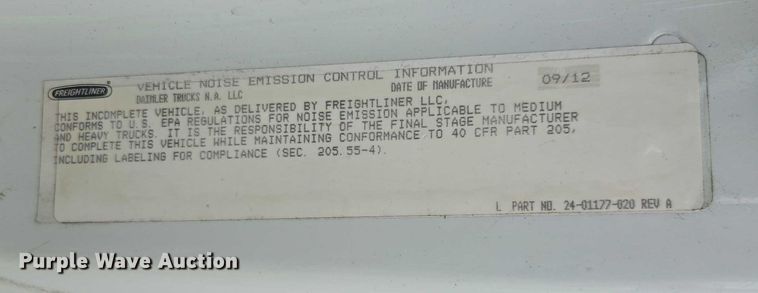 FREIGHTLINER
VEHICLE NOISE EMISSION CONTROL INFORMATION
DAIMLER TRUCKS N.A. LLC DATE OF MANUFACTURE 09/12
THIS INCOMPLETE VEHICLE, AS DELIVERED BY FREIGHTLINER LLC,
CONFORMS TO U.S. EPA REGULATIONS FOR NOISE EMISSION APPLICABLE TO MEDIUM
AND HEAVY TRUCKS. IT IS THE RESPONSIBILITY OF THE FINAL STAGE MANUFACTURER
TO COMPLETE THIS VEHICLE WHILE MAINTAINING CONFORMANCE TO 40 CFR PART 205,
INCLUDING LABELING FOR COMPLIANCE (SEC. 205.55-4).
L PART NO. 24-01177-020 REV A
Purple Wave Auction